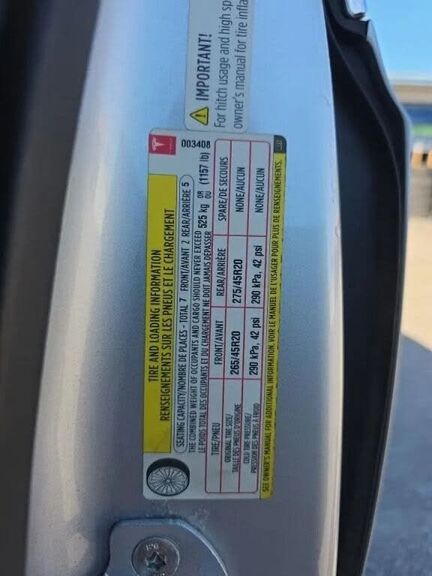 IMPORTANT!
For hitch usage and high sp
owner's manual for tire infla
003408
TIRE AND LOADING INFORMATION
RENSEIGNEMENTS SUR LES PNEUS ET LE CHARGEMENT
SEATING CAPACITY/NOMBRE DE PLACES - TOTAL 7 FRONT/AVANT 2 REAR/ARRIÈRE 5
THE COMBINED WEIGHT OF OCCUPANTS AND CARGO SHOULD NEVER EXCEED 525 kg OR (1157 lb)
LE POIDS TOTAL DES OCCUPANTS ET DU CHARGEMENT NE DOIT JAMAIS DÉPASSER OU
TIRE/PNEU FRONT/AVANT REAR/ARRIÈRE SPARE/DE SECOURS
ORIGINAL TIRE SIZE/ 265/45R20 275/45R20 NONE/AUCUN
TAILLE DES PNEUS D'ORIGINE
COLD TIRE PRESSURE/ 290 kPa, 42 psi 290 kPa, 42 psi NONE/AUCUN
PRESSION DES PNEUS À FROID
SEE OWNER'S MANUAL FOR ADDITIONAL INFORMATION. VOIR LE MANUEL DE L'USAGER POUR PLUS DE RENSEIGNEMENTS.